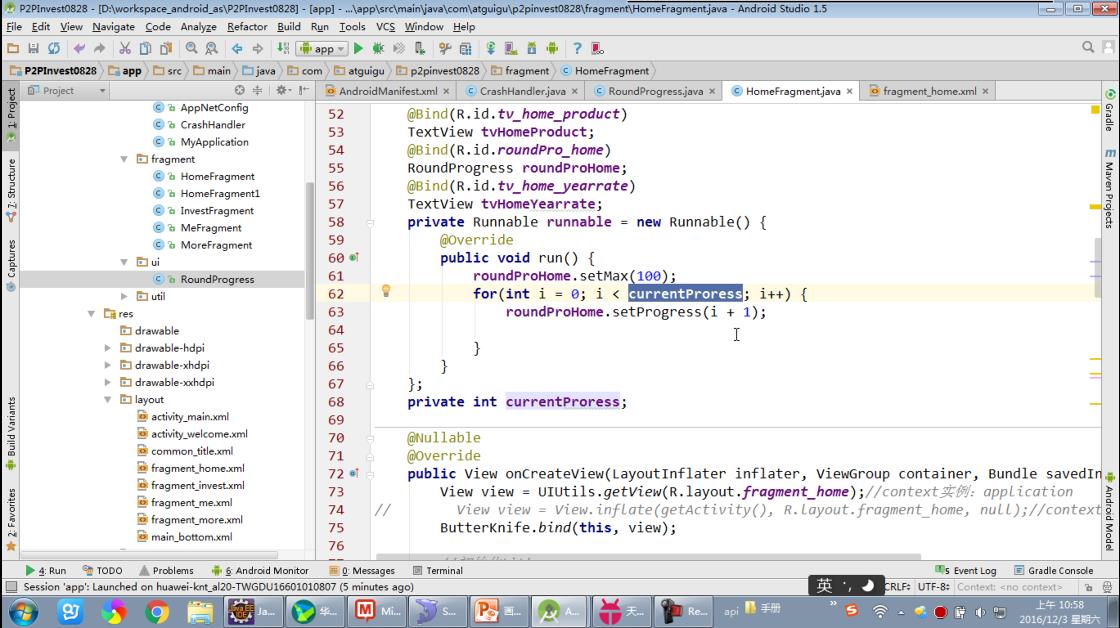 P2PInvest0828 - [D:\workspace_android_as\P2PInvest0828] - [app] - ...\app\src\main\java\com\atguigu\p2pinvest0828\fragment\HomeFragment.java - Android Studio 1.5
File Edit View Navigate Code Analyze Refactor Build Run Tools VCS Window Help
app
P2PInvest0828 app src main java com atguigu p2pinvest0828 fragment HomeFragment
Project AndroidManifest.xml CrashHandler.java RoundProgress.java HomeFragment.java fragment_home.xml
1: Project
7: Structure
Captures
Build Variants
2: Favorites
AppNetConfig
CrashHandler
MyApplication
fragment
HomeFragment
HomeFragment1
InvestFragment
MeFragment
MoreFragment
ui
RoundProgress
util
res
drawable
drawable-hdpi
drawable-xhdpi
drawable-xxhdpi
layout
activity_main.xml
activity_welcome.xml
common_title.xml
fragment_home.xml
fragment_invest.xml
fragment_me.xml
fragment_more.xml
main_bottom.xml
52 @Bind(R.id.tv_home_product)
53 TextView tvHomeProduct;
54 @Bind(R.id.roundPro_home)
55 RoundProgress roundProHome;
56 @Bind(R.id.tv_home_yearrate)
57 TextView tvHomeYearrate;
58 private Runnable runnable = new Runnable() {
59 @Override
60 public void run() {
61 roundProHome.setMax(100);
62 for(int i = 0; i < currentProress; i++) {
63 roundProHome.setProgress(i + 1);
64
65 }
66 }
67 };
68 private int currentProress;
69
70 @Nullable
71 @Override
72 public View onCreateView(LayoutInflater inflater, ViewGroup container, Bundle savedIn
73 View view = UIUtils.getView(R.layout.fragment_home);//context实例：application
74 // View view = View.inflate(getActivity(), R.layout.fragment_home, null);//context
75 ButterKnife.bind(this, view);
76
Gradle
Maven Projects
Android Model
4: Run TODO Problems 6: Android Monitor 0: Messages Terminal 5 Event Log Gradle Console
Session 'app': Launched on huawei-knt_al20-TWGDU16601010807 (5 minutes ago) 英 CRLF÷ UTF-8÷ Context: <no context>
Ja... 华... Mi... S... 画... A... 天... Re... api 手册 上午 10:58
2016/12/3 星期六